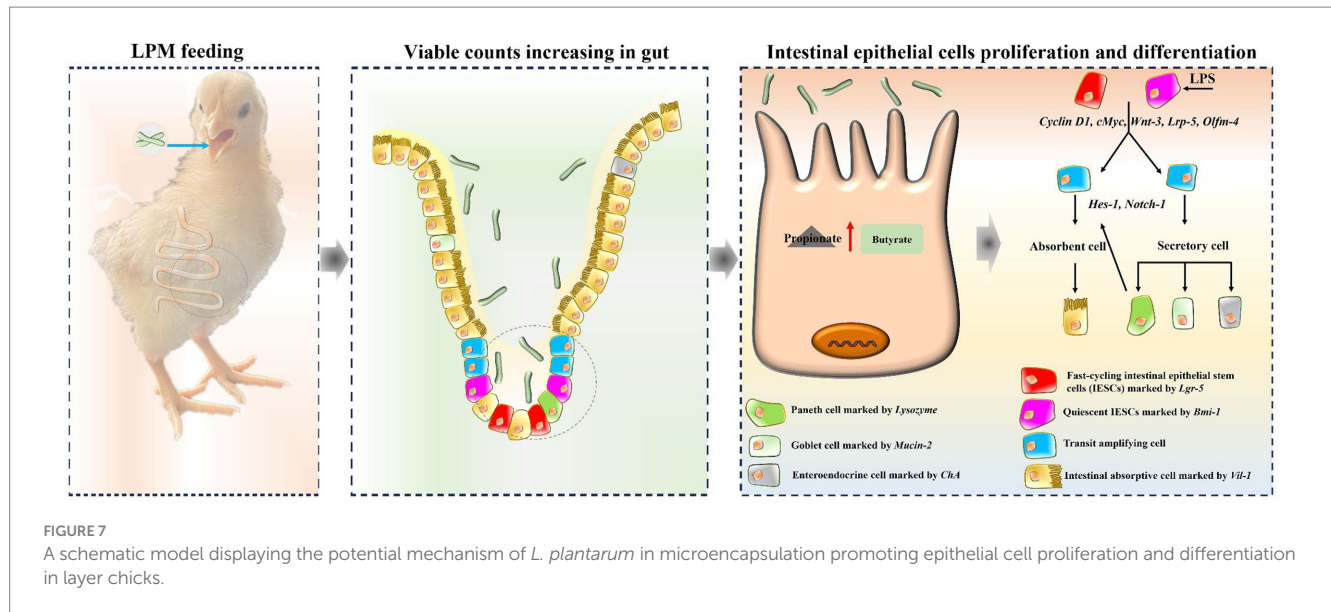 LPM feeding
Viable counts increasing in gut
Intestinal epithelial cells proliferation and differentiation
LPS
Cyclin D1, cMyc, Wnt-3, Lrp-5, Olfm-4
Hes-1, Notch-1
Propionate
Butyrate
Absorbent cell
Secretory cell
Paneth cell marked by Lysozyme
Goblet cell marked by Mucin-2
Enteroendocrine cell marked by ChA
Fast-cycling intestinal epithelial stem
cells (IESCs) marked by Lgr-5
Quiescent IESCs marked by Bmi-1
Transit amplifying cell
Intestinal absorptive cell marked by Vil-1
FIGURE 7
A schematic model displaying the potential mechanism of L. plantarum in microencapsulation promoting epithelial cell proliferation and differentiation
in layer chicks.